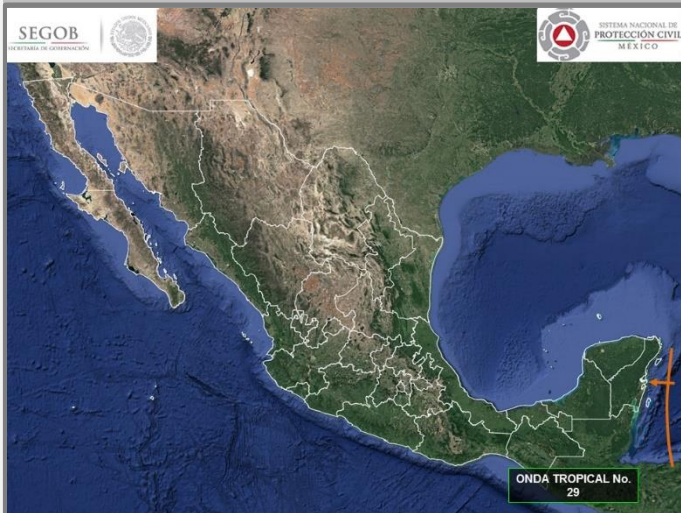 SEGOB
SECRETARÍA DE GOBERNACIÓN
SISTEMA NACIONAL DE
PROTECCIÓN CIVIL
MÉXICO
ONDA TROPICAL No.
29